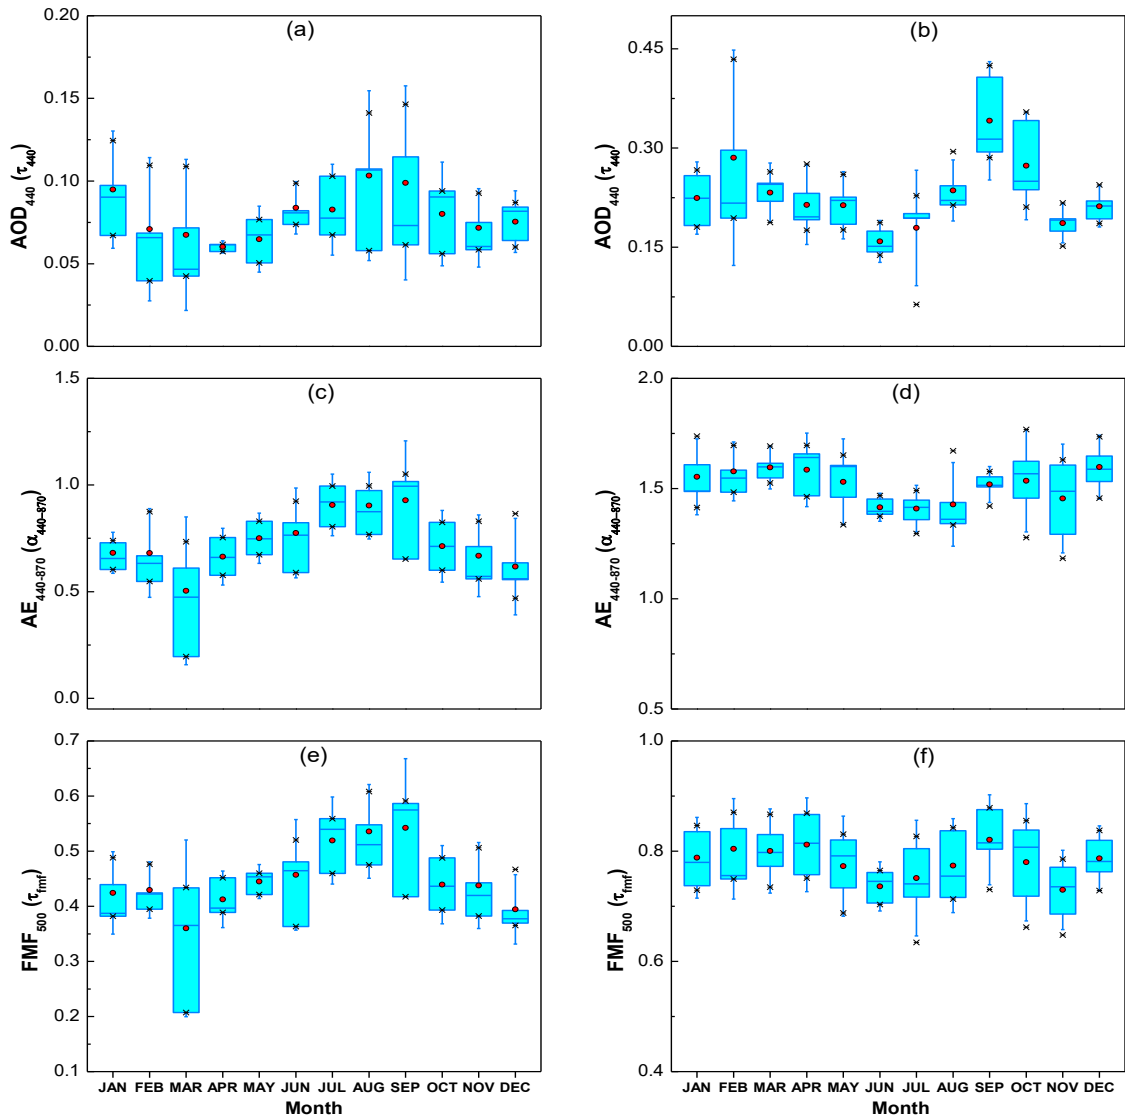 (a)
0.20
0.15
0.10
0.05
0.00
AOD440 (τ440)
(b)
0.45
0.30
0.15
0.00
AOD440 (τ440)
(c)
1.5
1.0
0.5
0.0
AE440-870 (α440–870)
(d)
2.0
1.5
1.0
0.5
AE440-870 (α440–870)
(e)
0.7
0.6
0.5
0.4
0.3
0.2
0.1
FMF500 (τfmf)
JAN FEB MAR APR MAY JUN JUL AUG SEP OCT NOV DEC
Month
(f)
1.0
0.8
0.6
0.4
FMF500 (τfmf)
JAN FEB MAR APR MAY JUN JUL AUG SEP OCT NOV DEC
Month